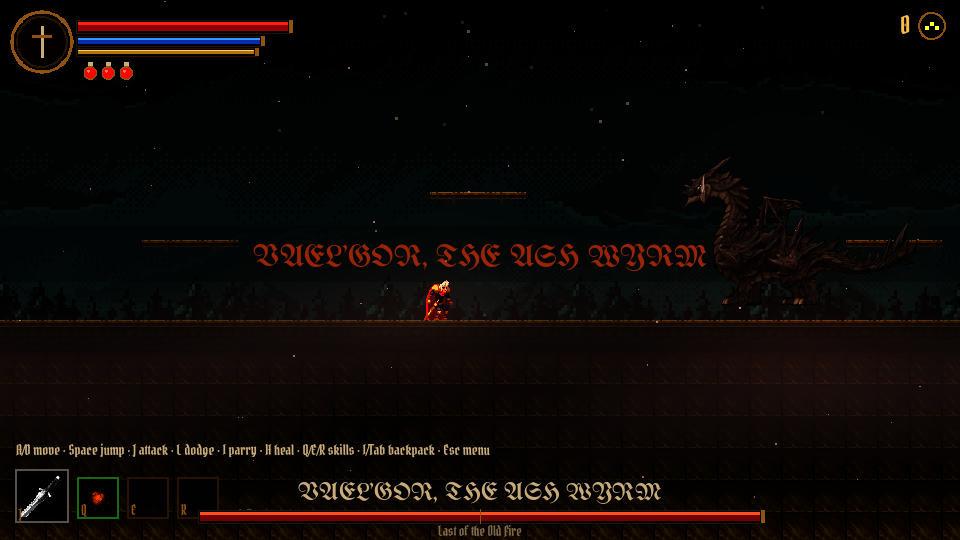 0
VAEL'GOR, THE ASH WYRM
A/D move · Space jump · J attack · L dodge · I parry · H heal · Q/E/R skills · I/Tab backpack · Esc menu
Q E R
VAEL'GOR, THE ASH WYRM
Last of the Old Fire